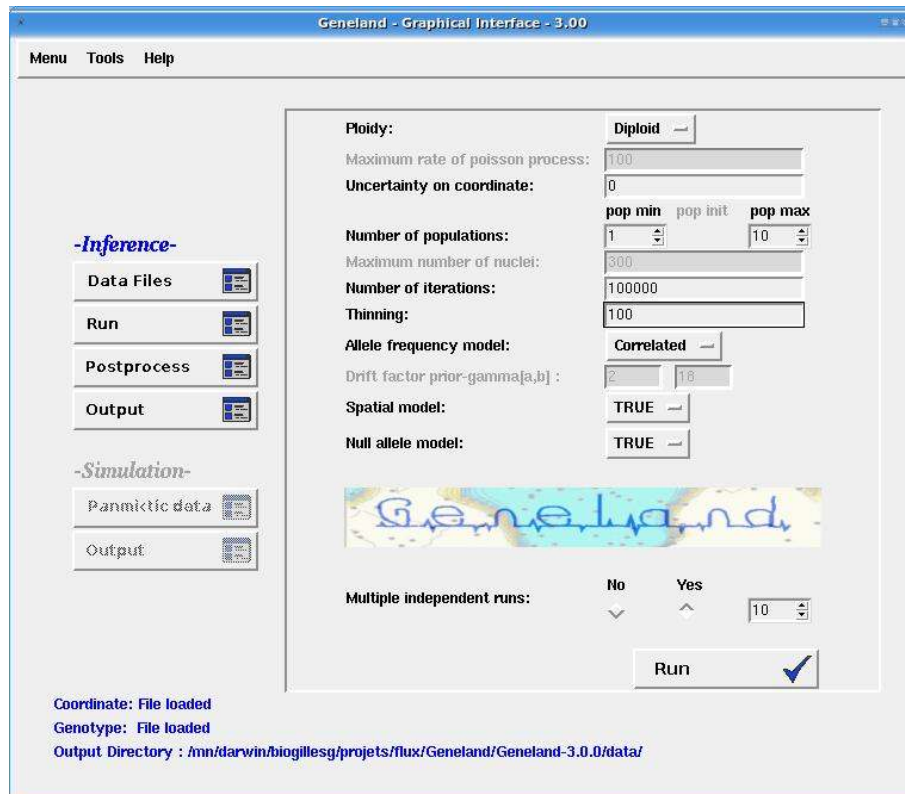 Geneland - Graphical Interface - 3.00
Menu Tools Help
Ploidy: Diploid
Maximum rate of poisson process: 100
Uncertainty on coordinate: 0
pop min pop init pop max
-Inference-
Number of populations: 1 10
Maximum number of nuclei: 300
Data Files
Number of iterations: 100000
Run
Thinning: 100
Allele frequency model: Correlated
Postprocess
Drift factor prior-gamma[a,b] : 2 18
Output
Spatial model: TRUE
Null allele model: TRUE
-Simulation-
Panmictic data
Geneland
Output
No Yes
Multiple independent runs: 10
Run
Coordinate: File loaded
Genotype: File loaded
Output Directory : /mn/darwin/biogillesg/projets/flux/Geneland/Geneland-3.0.0/data/